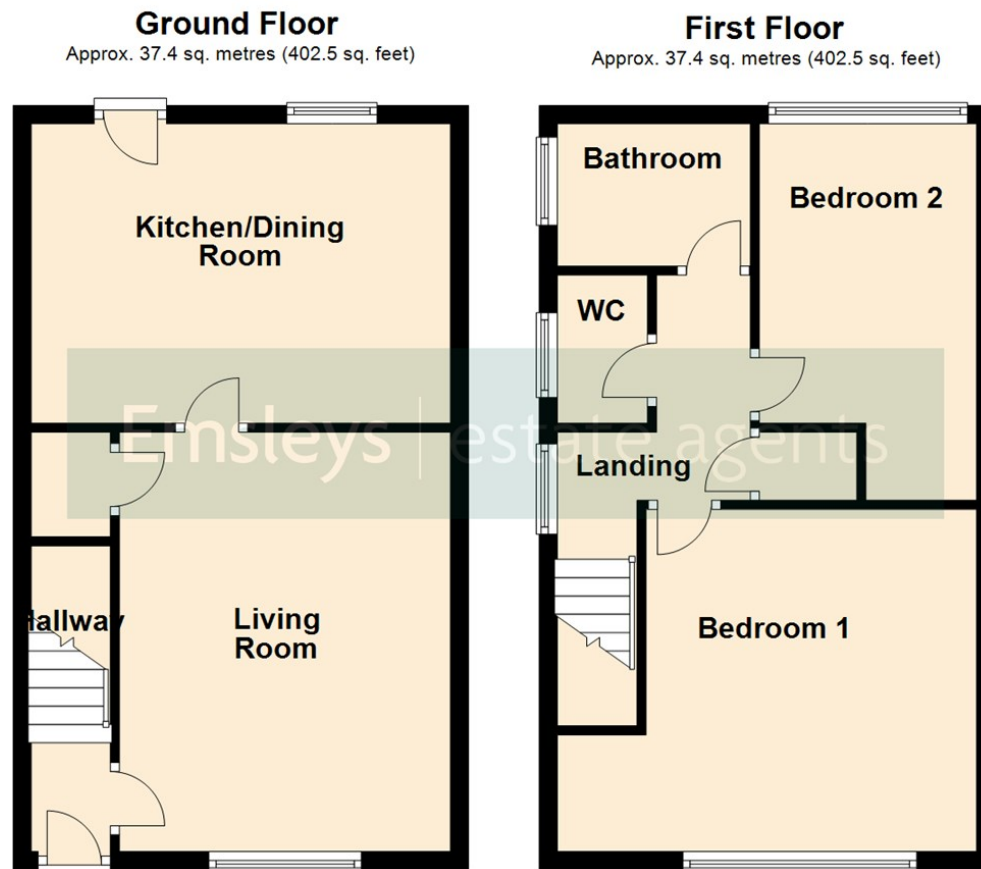 Ground Floor
Approx. 37.4 sq. metres (402.5 sq. feet)
Kitchen/Dining
Room
Hallway
Living
Room
First Floor
Approx. 37.4 sq. metres (402.5 sq. feet)
Bathroom
Bedroom 2
WC
Landing
Bedroom 1
Emsleys | estate agents